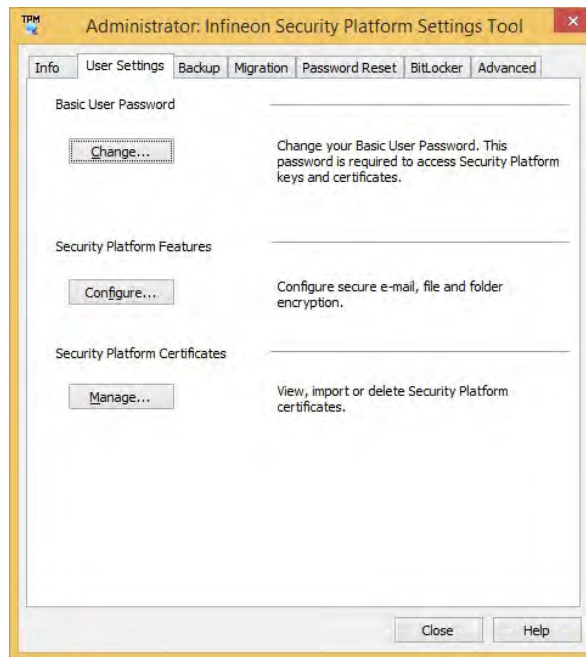 TPM
Administrator: Infineon Security Platform Settings Tool
Info User Settings Backup Migration Password Reset BitLocker Advanced
Basic User Password
Change...
Change your Basic User Password. This
password is required to access Security Platform
keys and certificates.
Security Platform Features
Configure...
Configure secure e-mail, file and folder
encryption.
Security Platform Certificates
Manage...
View, import or delete Security Platform
certificates.
Close Help